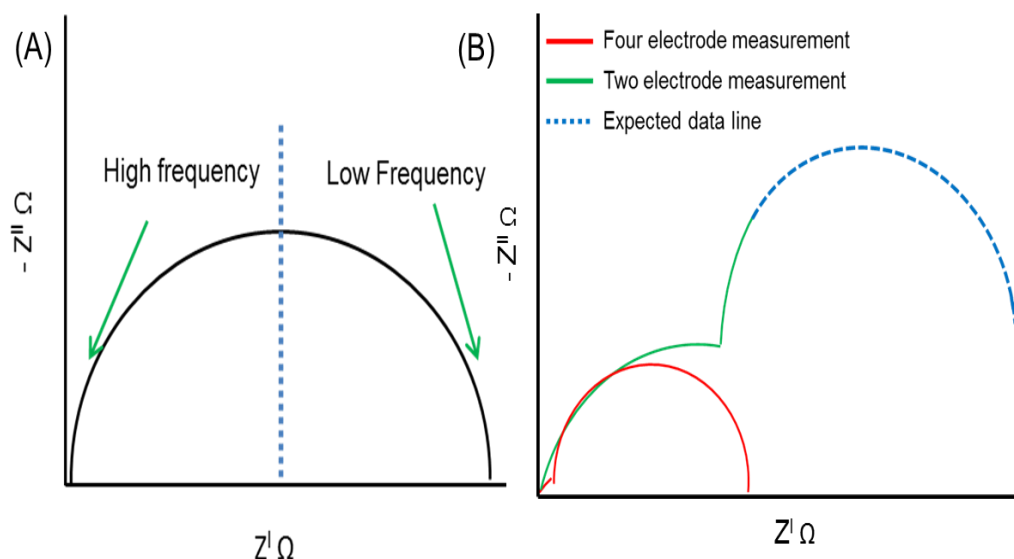 (A)
High frequency
Low Frequency
- Z" Ω
Z' Ω
(B)
Four electrode measurement
Two electrode measurement
Expected data line
- Z" Ω
Z' Ω